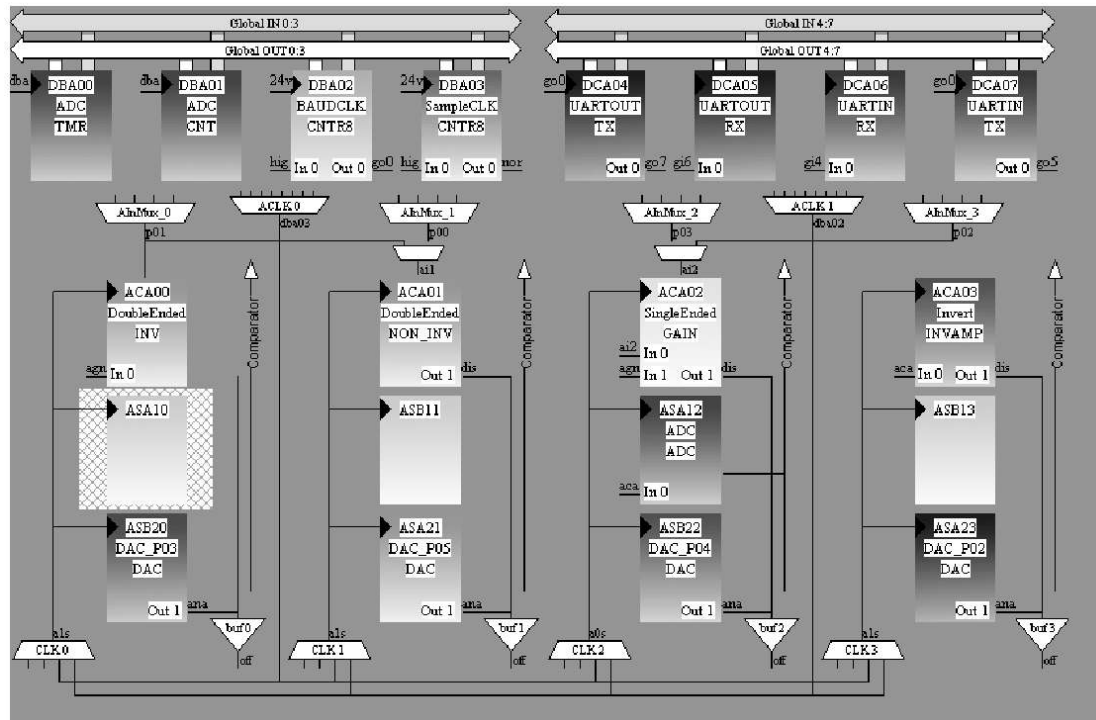 Global IN 0:3
Global IN 4:7
Global OUT 0:3
Global OUT 4:7
dba DBA00 dba DBA01 24v DBA02 24v DBA03 go0 DCA04 DCA05 DCA06 go0 DCA07
ADC ADC BAUDCLK SampleCLK UARTOUT UARTOUT UARTIN UARTIN
TMR CNT CNTR8 CNTR8 TX RX RX TX
hig In 0 Out 0 go0 hig In 0 Out 0 nor Out 0 go7 gi6 In 0 gi4 In 0 Out 0 go5
AInMux_0 ACLK 0 AInMux_1 AInMux_2 ACLK 1 AInMux_3
p01 dba03 p00 p03 dba02 p02
ai1 ai2
ACA00 ACA01 ACA02 ACA03
DoubleEnded DoubleEnded SingleEnded Invert
INV NON_INV GAIN INVAMP
Comparator Comparator Comparator Comparator
ai2 In 0
agn In 0 Out 1 dis agn In 1 Out 1 dis aca In 0 Out 1 dis
ASA10 ASB11 ASA12 ASB13
ADC
ADC
aca In 0
ASB20 ASA21 ASB22 ASA23
DAC_P03 DAC_P05 DAC_P04 DAC_P02
DAC DAC DAC DAC
Out 1 ana Out 1 ana Out 1 ana Out 1 ana
buf0 buf1 buf2 buf3
a1s a1s a0s a1s
CLK 0 off CLK 1 off CLK 2 off CLK 3 off